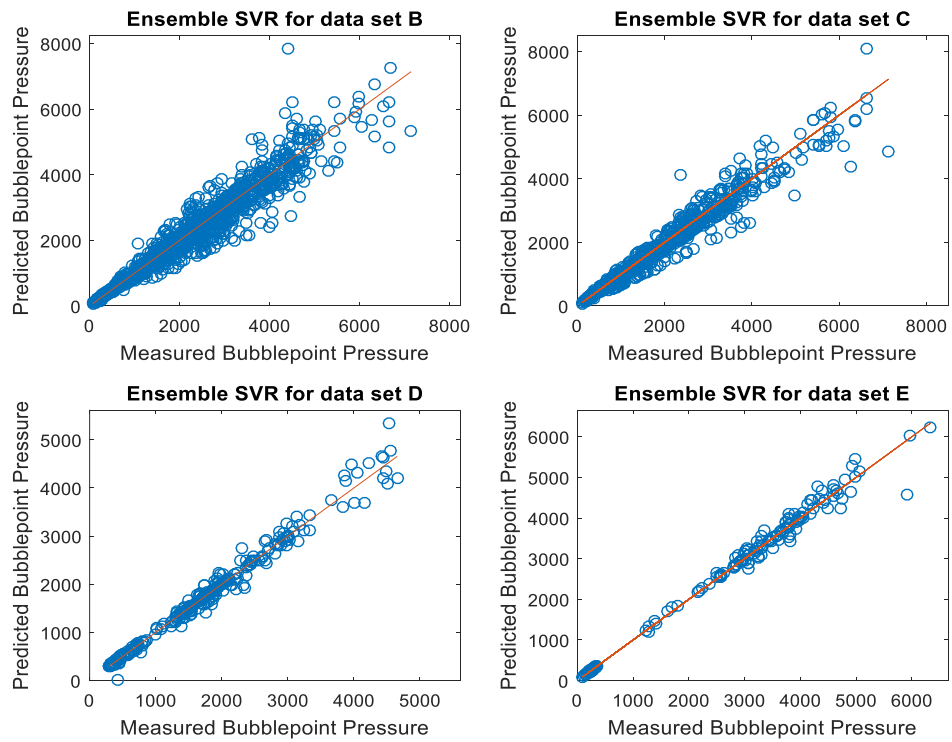 Ensemble SVR for data set B
Predicted Bubblepoint Pressure
8000
6000
4000
2000
0
0 2000 4000 6000 8000
Measured Bubblepoint Pressure
Ensemble SVR for data set C
Predicted Bubblepoint Pressure
8000
6000
4000
2000
0
0 2000 4000 6000 8000
Measured Bubblepoint Pressure
Ensemble SVR for data set D
Predicted Bubblepoint Pressure
5000
4000
3000
2000
1000
0
0 1000 2000 3000 4000 5000
Measured Bubblepoint Pressure
Ensemble SVR for data set E
Predicted Bubblepoint Pressure
6000
5000
4000
3000
2000
1000
0
0 1000 2000 3000 4000 5000 6000
Measured Bubblepoint Pressure